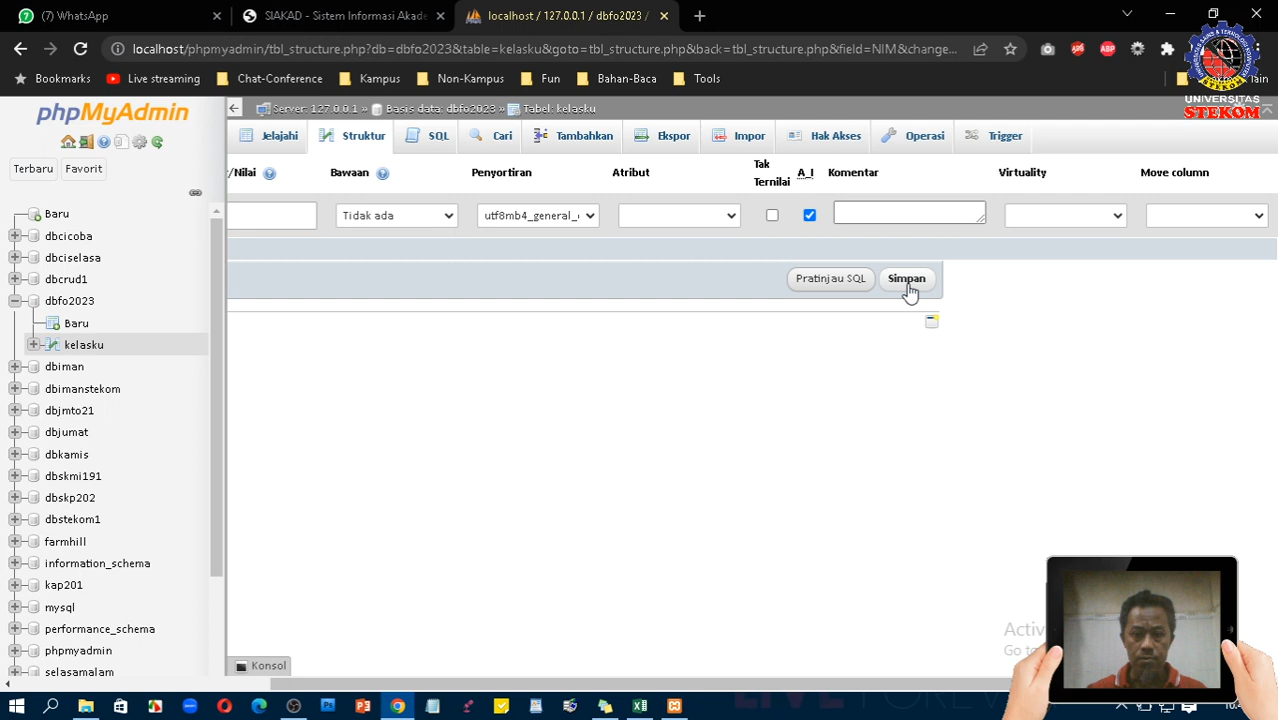 (7) WhatsApp
SIAKAD - Sistem Informasi Akade
localhost / 127.0.0.1 / dbfo2023 /
localhost/phpmyadmin/tbl_structure.php?db=dbfo2023&table=kelasku&goto=tbl_structure.php&back=tbl_structure.php&field=NIM&change...
Bookmarks
Live streaming
Chat-Conference
Kampus
Non-Kampus
Fun
Bahan-Baca
Tools
lain
UNIVERSITAS
STEKOM
phpMyAdmin
Terbaru
Favorit
Baru
dbcicoba
dbciselasa
dbcrud1
dbfo2023
Baru
kelasku
dbiman
dbimanstekom
dbjmto21
dbjumat
dbkamis
dbskmi191
dbskp202
dbstekom1
farmhill
information_schema
kap201
mysql
performance_schema
phpmyadmin
selasamalam
Server: 127.0.0.1 » Basis data: dbfo2023 » Tabel: kelasku
Jelajahi
Struktur
SQL
Cari
Tambahkan
Ekspor
Impor
Hak Akses
Operasi
Trigger
/Nilai
Bawaan
Penyortiran
Atribut
Tak
Ternilai
A_I
Komentar
Virtuality
Move column
Tidak ada
utf8mb4_general_
Pratinjau SQL
Simpan
Konsol
Activ
Go to